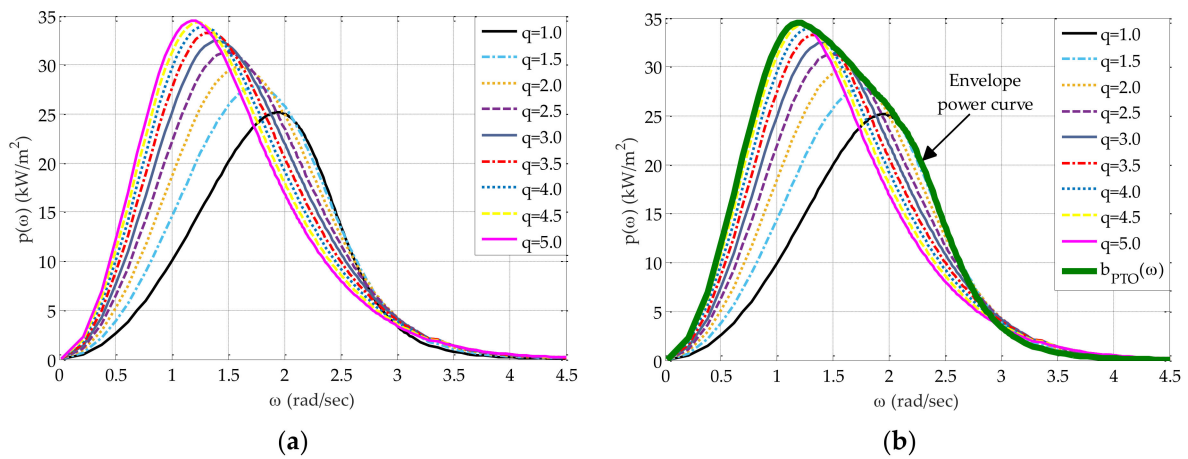 35
30
25
20
15
10
5
0
p(ω) (kW/m²)
0 0.5 1 1.5 2 2.5 3 3.5 4 4.5
ω (rad/sec)
q=1.0
q=1.5
q=2.0
q=2.5
q=3.0
q=3.5
q=4.0
q=4.5
q=5.0
(a)
35
30
25
20
15
10
5
0
p(ω) (kW/m²)
0 0.5 1 1.5 2 2.5 3 3.5 4 4.5
ω (rad/sec)
Envelope
power curve
q=1.0
q=1.5
q=2.0
q=2.5
q=3.0
q=3.5
q=4.0
q=4.5
q=5.0
b_PTO(ω)
(b)